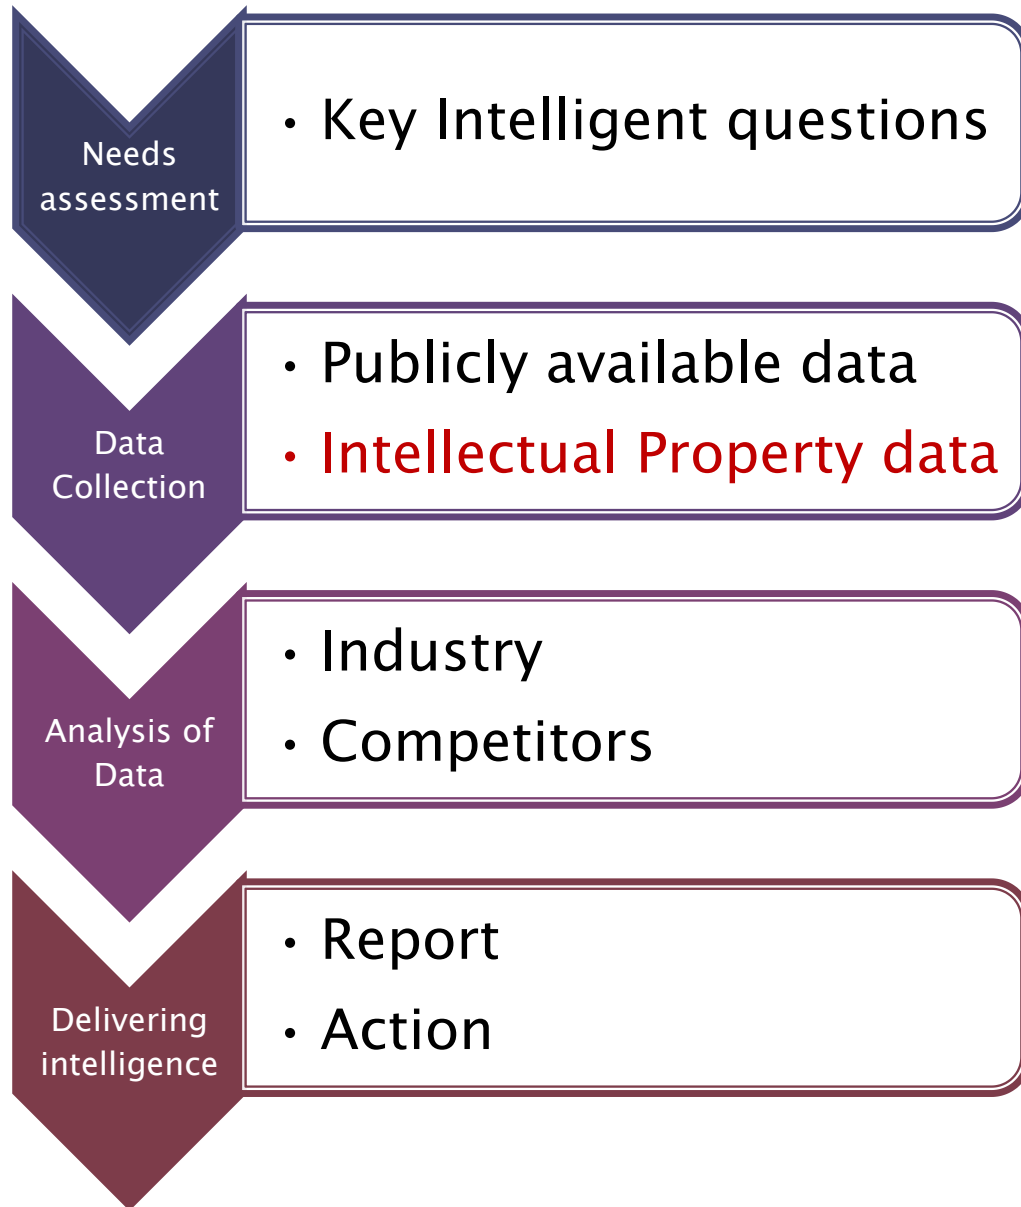 Needs
assessment
• Key Intelligent questions
Data
Collection
• Publicly available data
• Intellectual Property data
Analysis of
Data
• Industry
• Competitors
Delivering
intelligence
• Report
• Action